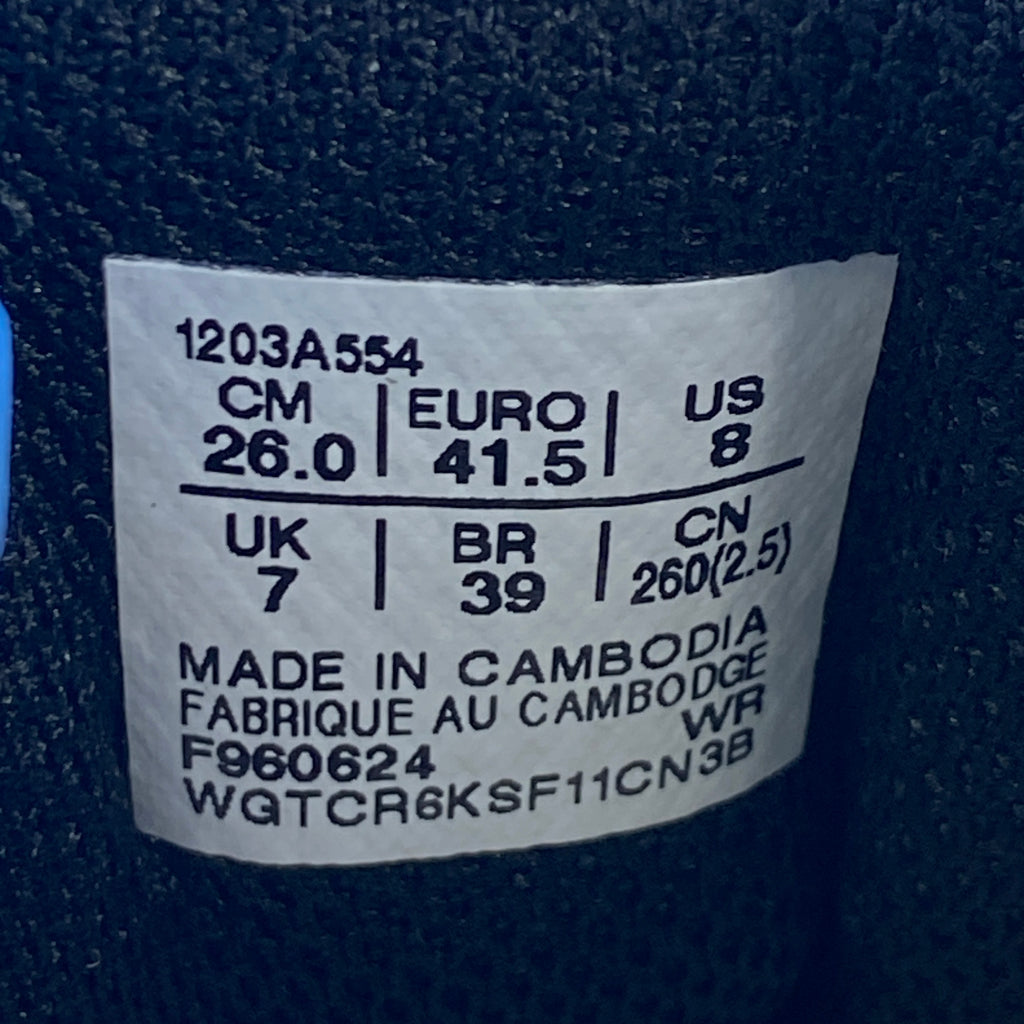 1203A554
CM | EURO | US
26.0 | 41.5 | 8
UK | BR | CN
7 | 39 | 260(2.5)
MADE IN CAMBODIA
FABRIQUE AU CAMBODGE
F960624 WR
WGTCR6KSF11CN3B